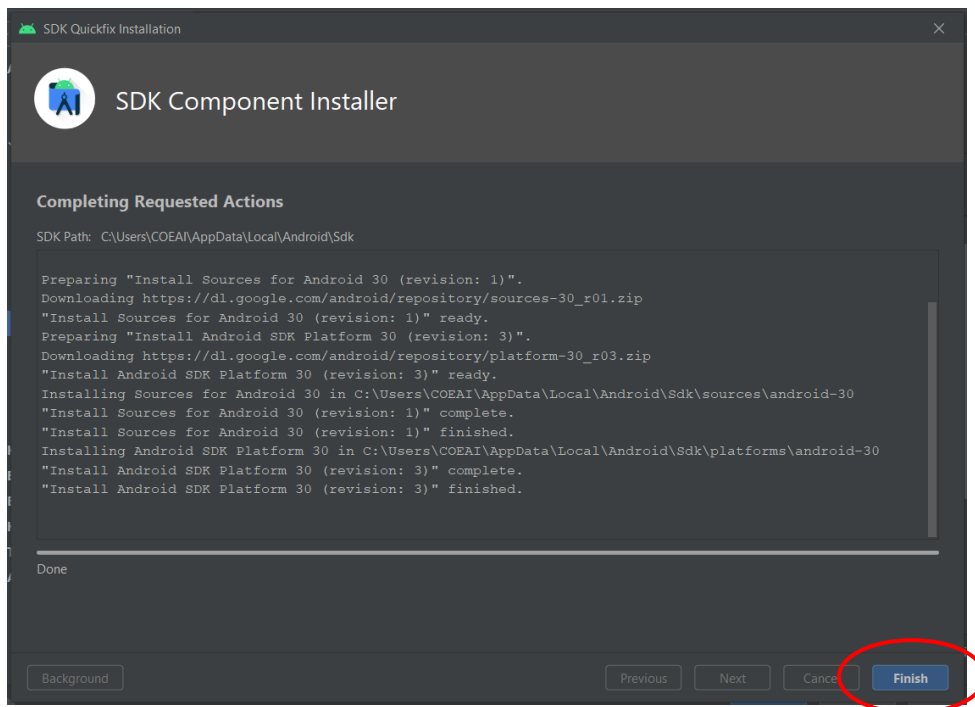 SDK Quickfix Installation
SDK Component Installer
Completing Requested Actions
SDK Path: C:\Users\COEAI\AppData\Local\Android\Sdk
Preparing "Install Sources for Android 30 (revision: 1)".
Downloading https://dl.google.com/android/repository/sources-30_r01.zip
"Install Sources for Android 30 (revision: 1)" ready.
Preparing "Install Android SDK Platform 30 (revision: 3)".
Downloading https://dl.google.com/android/repository/platform-30_r03.zip
"Install Android SDK Platform 30 (revision: 3)" ready.
Installing Sources for Android 30 in C:\Users\COEAI\AppData\Local\Android\Sdk\sources\android-30
"Install Sources for Android 30 (revision: 1)" complete.
"Install Sources for Android 30 (revision: 1)" finished.
Installing Android SDK Platform 30 in C:\Users\COEAI\AppData\Local\Android\Sdk\platforms\android-30
"Install Android SDK Platform 30 (revision: 3)" complete.
"Install Android SDK Platform 30 (revision: 3)" finished.
Done
Background Previous Next Cancel Finish